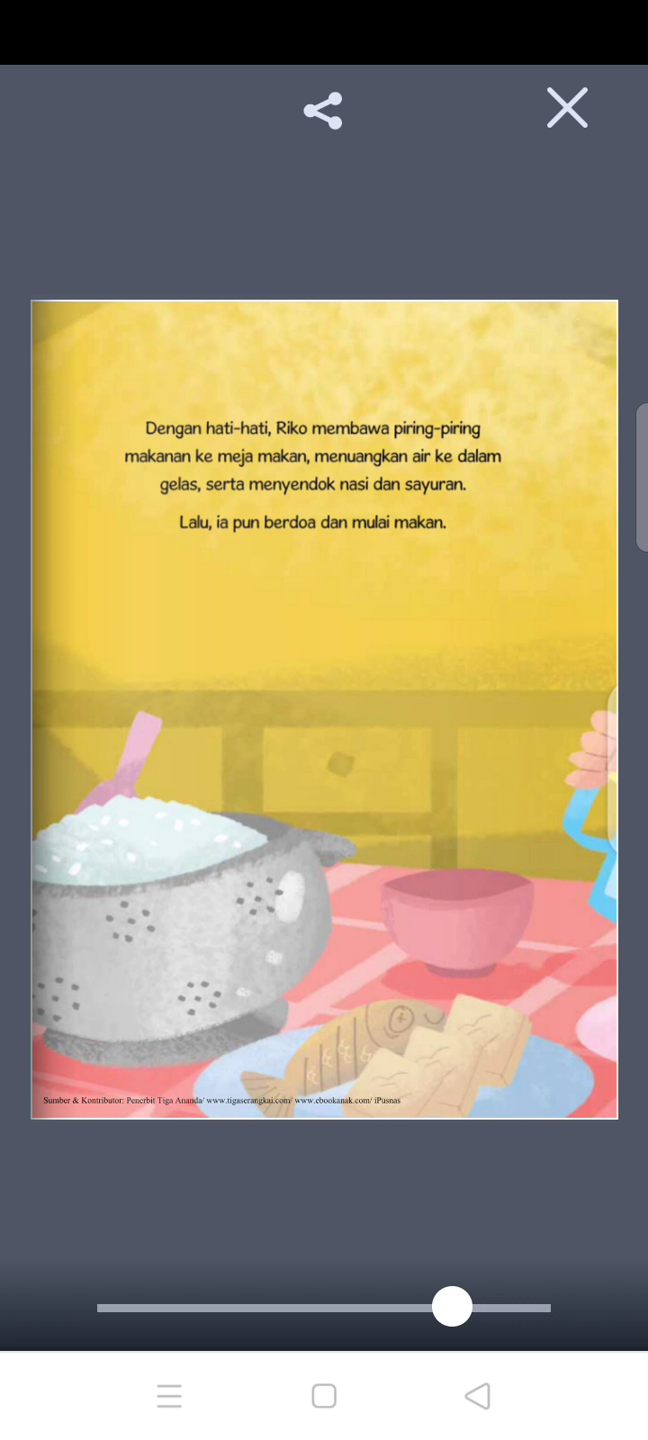 Dengan hati-hati, Riko membawa piring-piring
makanan ke meja makan, menuangkan air ke dalam
gelas, serta menyendok nasi dan sayuran.
Lalu, ia pun berdoa dan mulai makan.
Sumber & Kontributor: Penerbit Tiga Ananda/ www.tigaserangkai.com/ www.ebookanak.com/ iPusnas